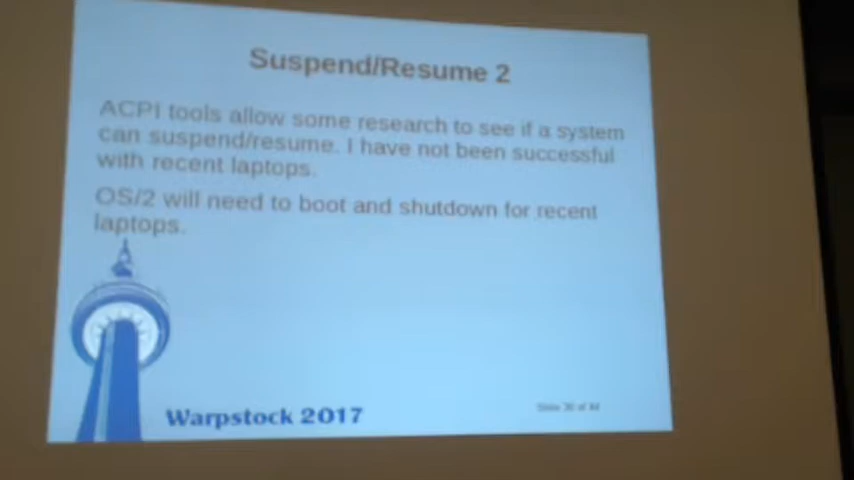 Suspend/Resume 2
ACPI tools allow some research to see if a system
can suspend/resume. I have not been successful
with recent laptops.
OS/2 will need to boot and shutdown for recent
laptops.
Warpstock 2017